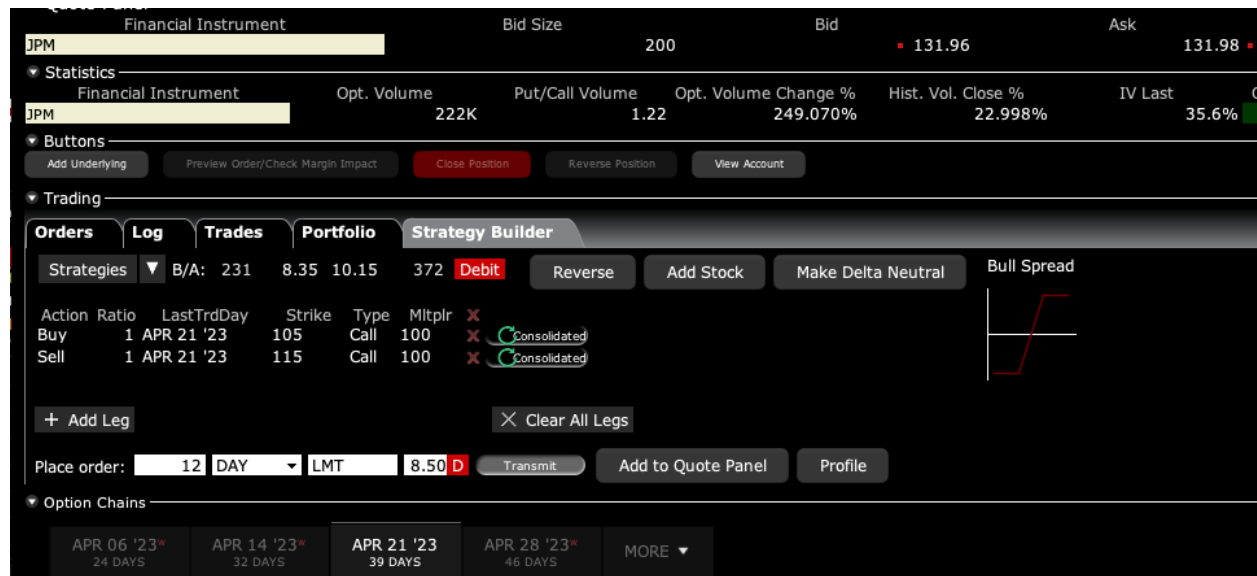 Quote Panel
Financial Instrument Bid Size Bid Ask
JPM 200 131.96 131.98
Statistics
Financial Instrument Opt. Volume Put/Call Volume Opt. Volume Change % Hist. Vol. Close % IV Last
JPM 222K 1.22 249.070% 22.998% 35.6%
Buttons
Add Underlying Preview Order/Check Margin Impact Close Position Reverse Position View Account
Trading
Orders Log Trades Portfolio Strategy Builder
Strategies ▼ B/A: 231 8.35 10.15 372 Debit Reverse Add Stock Make Delta Neutral Bull Spread
Action Ratio LastTrdDay Strike Type Mltplr X
Buy 1 APR 21 '23 105 Call 100 X Consolidated
Sell 1 APR 21 '23 115 Call 100 X Consolidated
+ Add Leg X Clear All Legs
Place order: 12 DAY LMT 8.50 D Transmit Add to Quote Panel Profile
Option Chains
APR 06 '23W APR 14 '23W APR 21 '23 APR 28 '23W MORE ▼
24 DAYS 32 DAYS 39 DAYS 46 DAYS